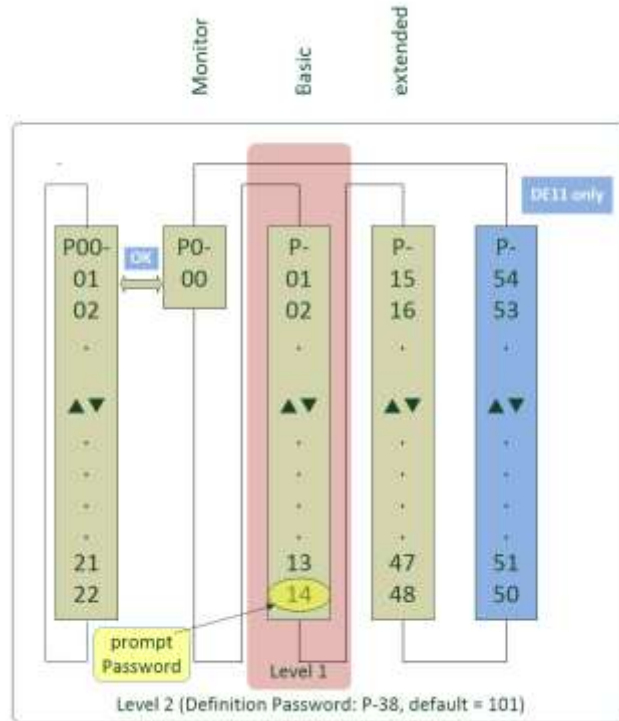 Monitor
Basic
extended
DE11 only
P00-
01
02
.
▲▼
.
.
.
.
21
22
OK
P0-
00
P-
01
02
.
▲▼
.
.
.
.
13
14
P-
15
16
.
▲▼
.
.
.
.
47
48
P-
54
53
.
▲▼
.
.
.
.
51
50
prompt
Password
Level 1
Level 2 (Definition Password: P-38, default = 101)